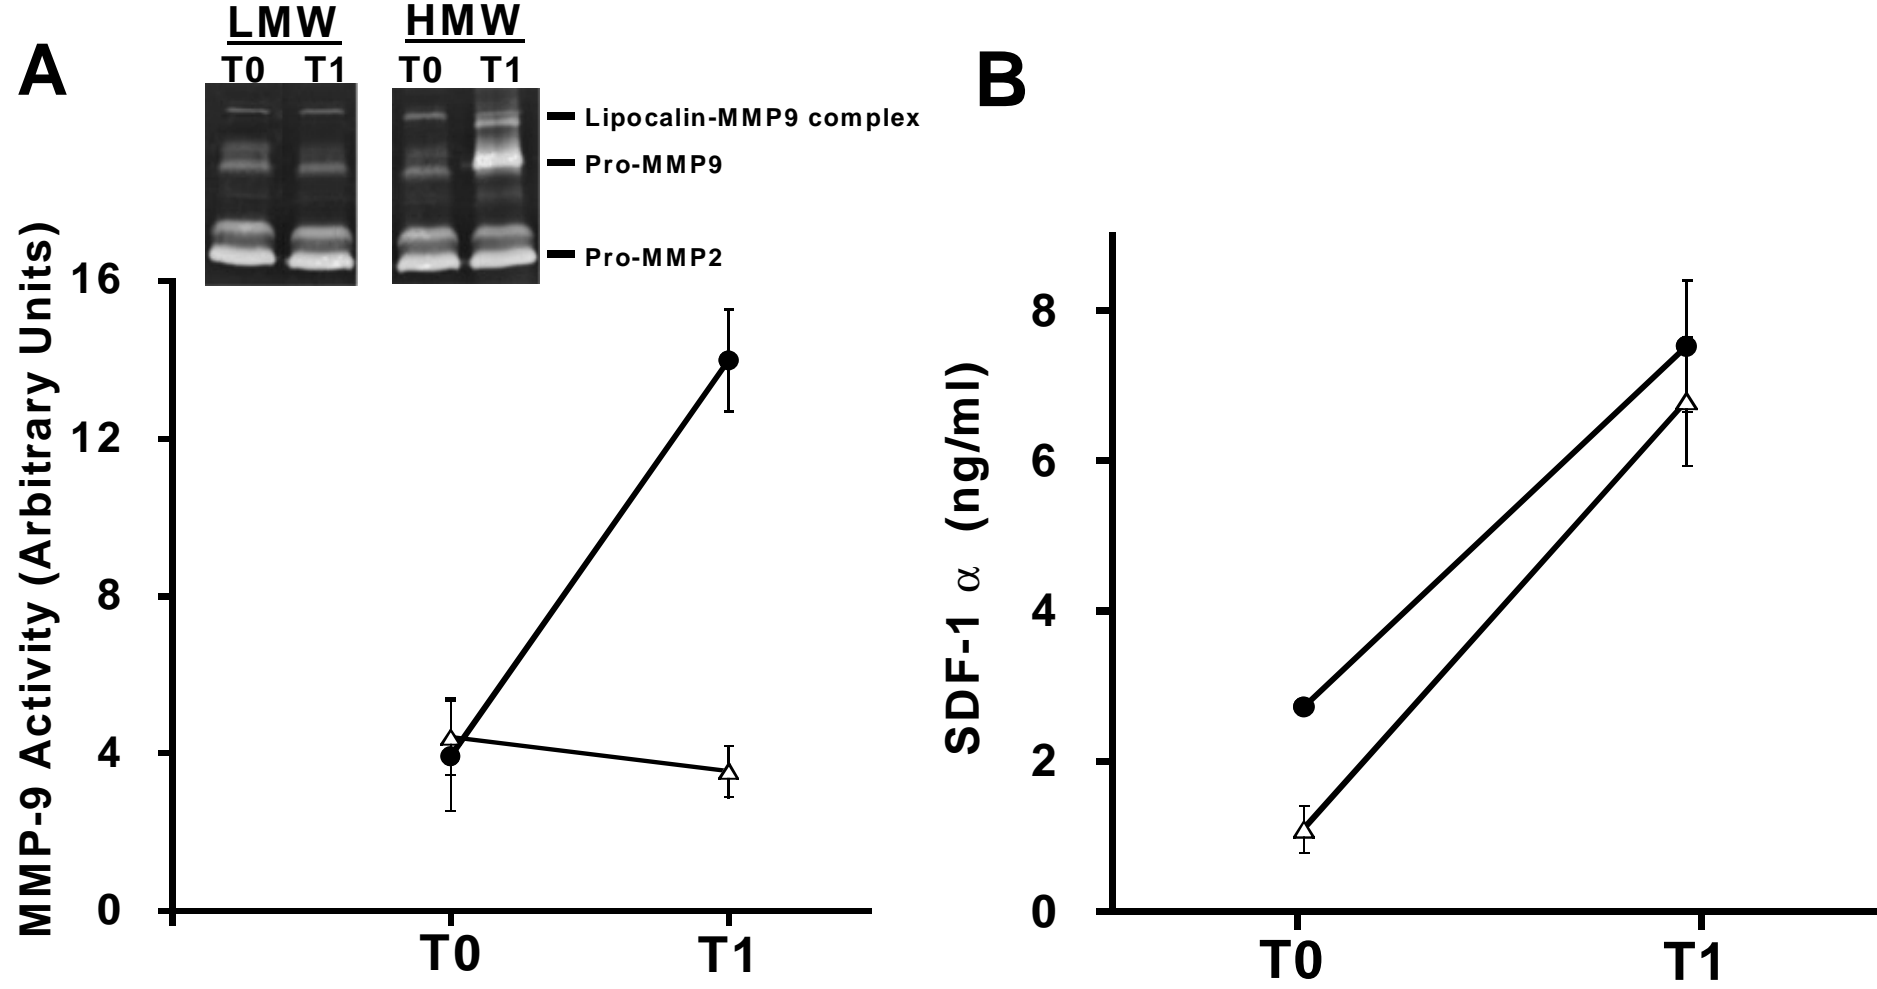 A
LMW
HMW
T0 T1
T0 T1
Lipocalin-MMP9 complex
Pro-MMP9
Pro-MMP2
MMP-9 Activity (Arbitrary Units)
16
12
8
4
0
T0
T1
B
SDF-1 α (ng/ml)
8
6
4
2
0
T0
T1